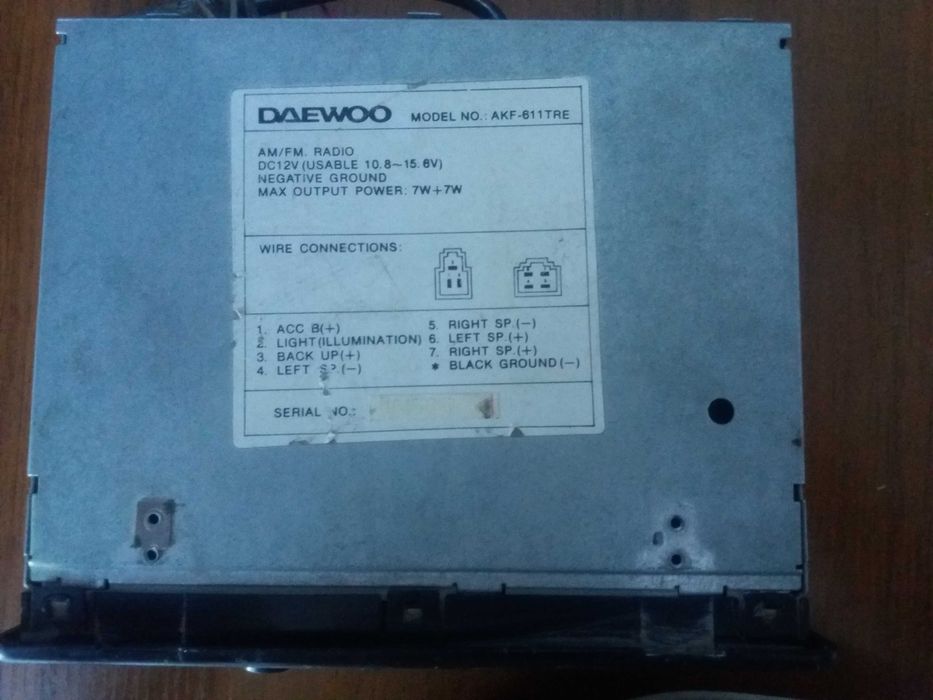 DAEWOO MODEL NO.: AKF-611TRE
AM/FM. RADIO
DC12V (USABLE 10.8~15.6V)
NEGATIVE GROUND
MAX OUTPUT POWER: 7W+7W
WIRE CONNECTIONS:
1. ACC B(+)
2. LIGHT(ILLUMINATION)
3. BACK UP(+)
4. LEFT SP.(-)
5. RIGHT SP.(-)
6. LEFT SP.(+)
7. RIGHT SP.(+)
* BLACK GROUND(-)
SERIAL NO.: